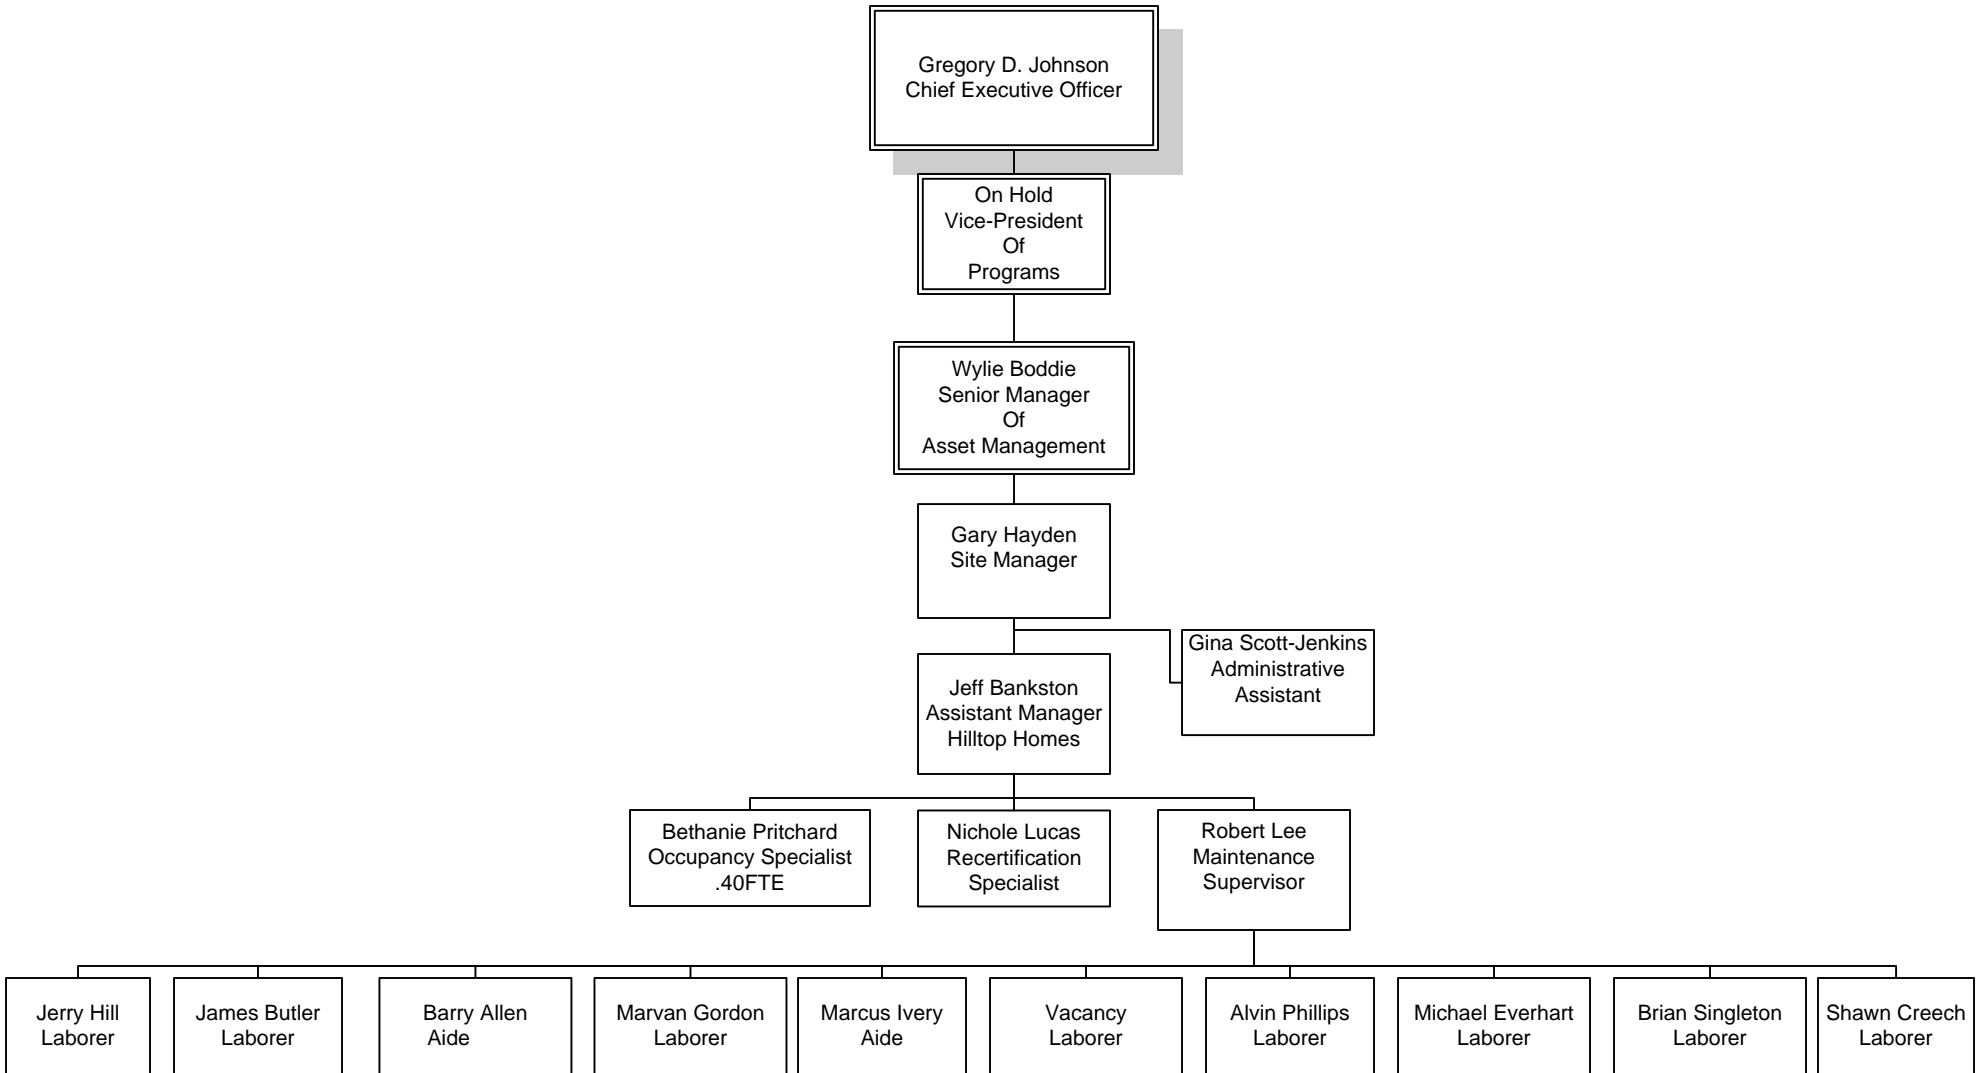 Gregory D. Johnson
Chief Executive Officer
On Hold
Vice-President
Of
Programs
Wylie Boddie
Senior Manager
Of
Asset Management
Gary Hayden
Site Manager
Gina Scott-Jenkins
Administrative
Assistant
Jeff Bankston
Assistant Manager
Hilltop Homes
Bethanie Pritchard
Occupancy Specialist
.40FTE
Nichole Lucas
Recertification
Specialist
Robert Lee
Maintenance
Supervisor
Jerry Hill
Laborer
James Butler
Laborer
Barry Allen
Aide
Marvan Gordon
Laborer
Marcus Ivery
Aide
Vacancy
Laborer
Alvin Phillips
Laborer
Michael Everhart
Laborer
Brian Singleton
Laborer
Shawn Creech
Laborer